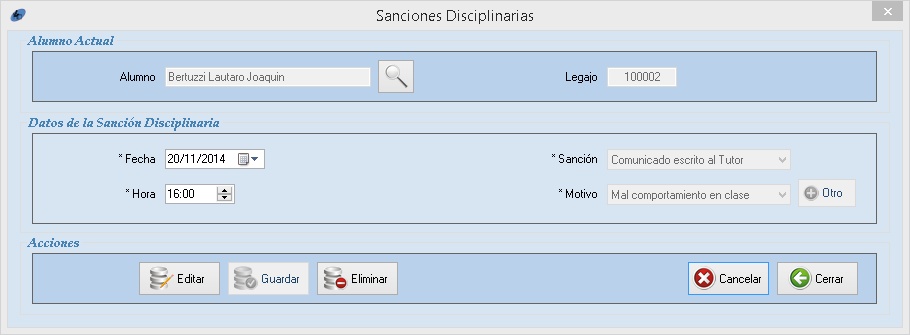 Sanciones Disciplinarias
Alumno Actual
Alumno Bertuzzi Lautaro Joaquin Legajo 100002
Datos de la Sanción Disciplinaria
* Fecha 20/11/2014 * Sanción Comunicado escrito al Tutor
* Hora 16:00 * Motivo Mal comportamiento en clase Otro
Acciones
Editar Guardar Eliminar Cancelar Cerrar